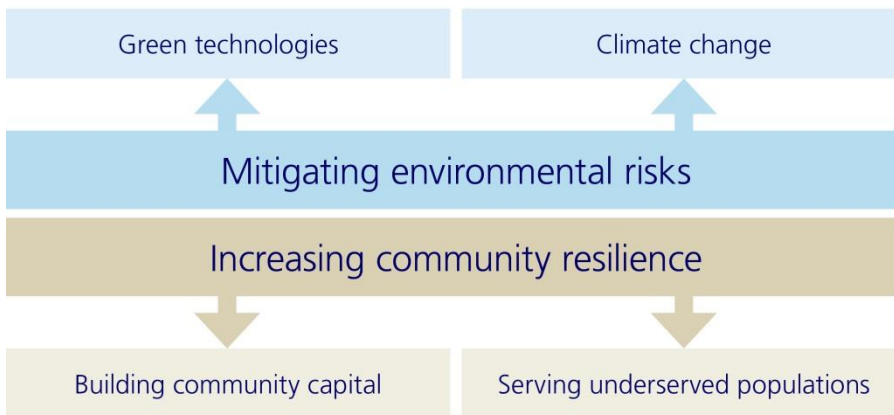 Green technologies
Climate change
Mitigating environmental risks
Increasing community resilience
Building community capital
Serving underserved populations